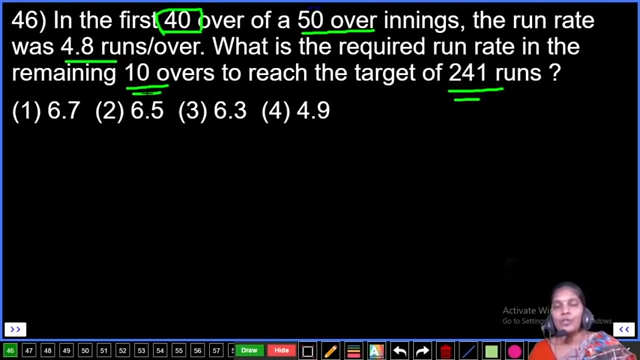 46) In the first 40 over of a 50 over innings, the run rate
was 4.8 runs/over. What is the required run rate in the
remaining 10 overs to reach the target of 241 runs ?
(1) 6.7 (2) 6.5 (3) 6.3 (4) 4.9
Activate Win
Go to Settings Windows
>> 
<<
46 47 48 49 50 51 52 53 54 55 56 57 58 Draw Hide A